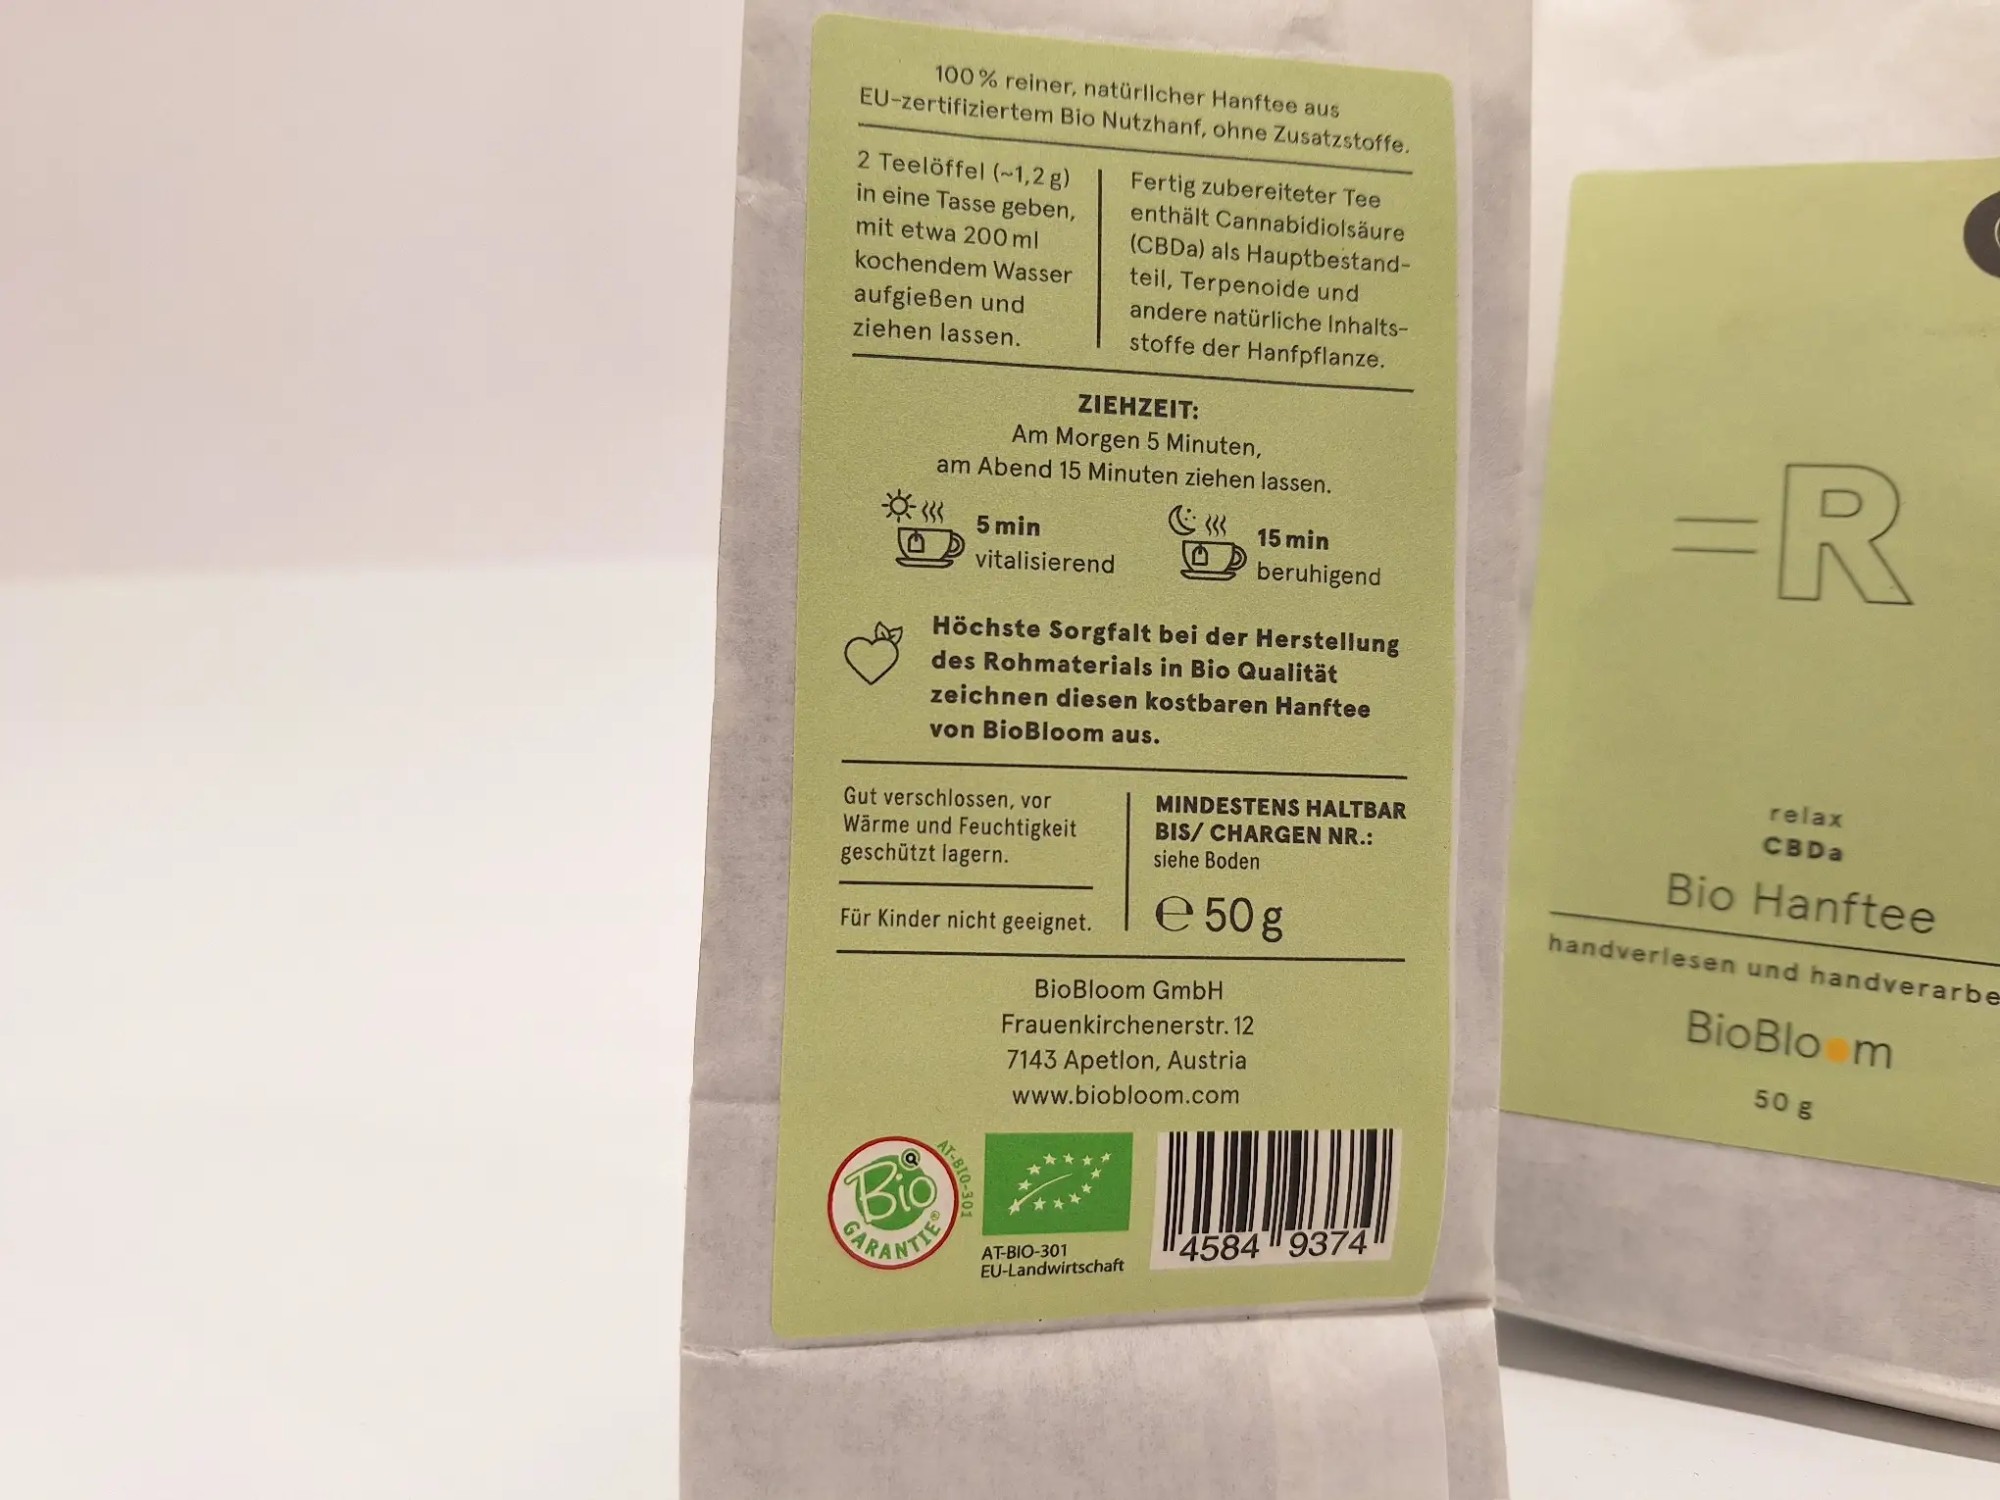 100 % reiner, natürlicher Hanftee aus
EU-zertifiziertem Bio Nutzhanf, ohne Zusatzstoffe.
2 Teelöffel (~1,2 g)
in eine Tasse geben,
mit etwa 200 ml
kochendem Wasser
aufgießen und
ziehen lassen.
Fertig zubereiteter Tee
enthält Cannabidiolsäure
(CBDa) als Hauptbestand-
teil, Terpenoide und
andere natürliche Inhalts-
stoffe der Hanfpflanze.
ZIEHZEIT:
Am Morgen 5 Minuten,
am Abend 15 Minuten ziehen lassen.
5 min
vitalisierend
15 min
beruhigend
Höchste Sorgfalt bei der Herstellung
des Rohmaterials in Bio Qualität
zeichnen diesen kostbaren Hanftee
von BioBloom aus.
Gut verschlossen, vor
Wärme und Feuchtigkeit
geschützt lagern.
Für Kinder nicht geeignet.
MINDESTENS HALTBAR
BIS/ CHARGEN NR.:
siehe Boden
℮ 50 g
BioBloom GmbH
Frauenkirchenerstr. 12
7143 Apetlon, Austria
www.biobloom.com
Bio
GARANTIE®
AT-BIO-301
AT-BIO-301
EU-Landwirtschaft
4584 9374
=R
relax
CBDa
Bio Hanftee
handverlesen und handverarbe
BioBloom
50 g